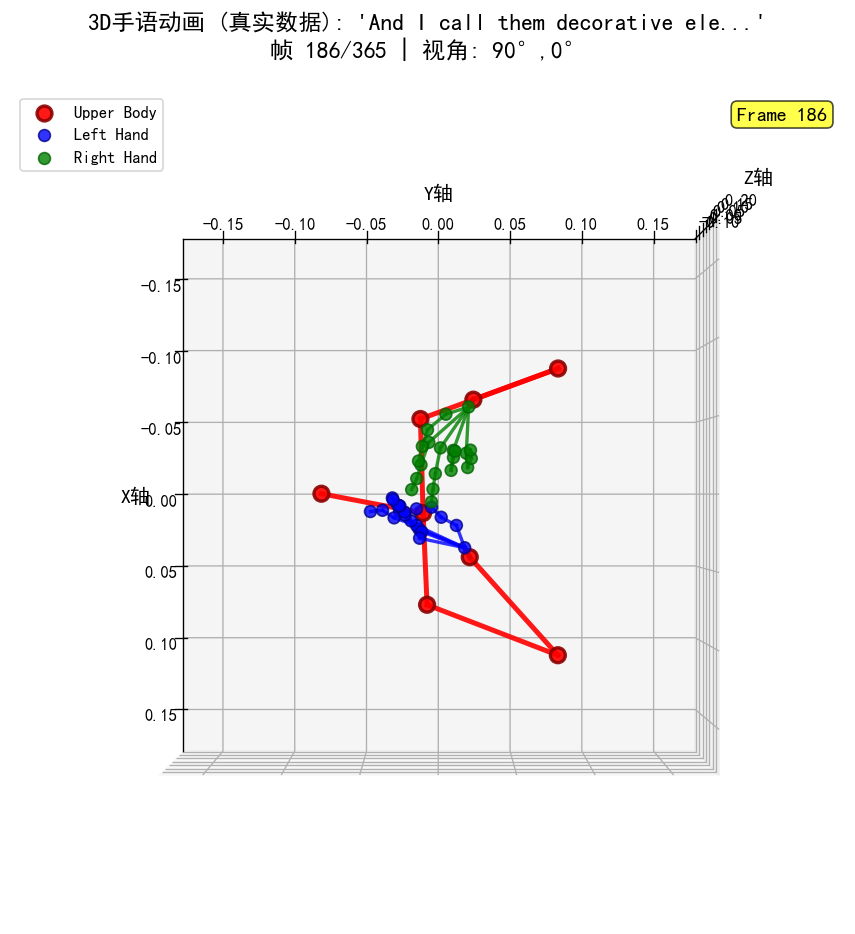 3D手语动画 (真实数据): 'And I call them decorative ele...'
帧 186/365 | 视角: 90°,0°
Upper Body
Left Hand
Right Hand
Frame 186
Z轴
Y轴
−0.15 −0.10 −0.05 0.00 0.05 0.10 0.15
−0.15
−0.10
−0.05
X轴
0.00
0.05
0.10
0.15